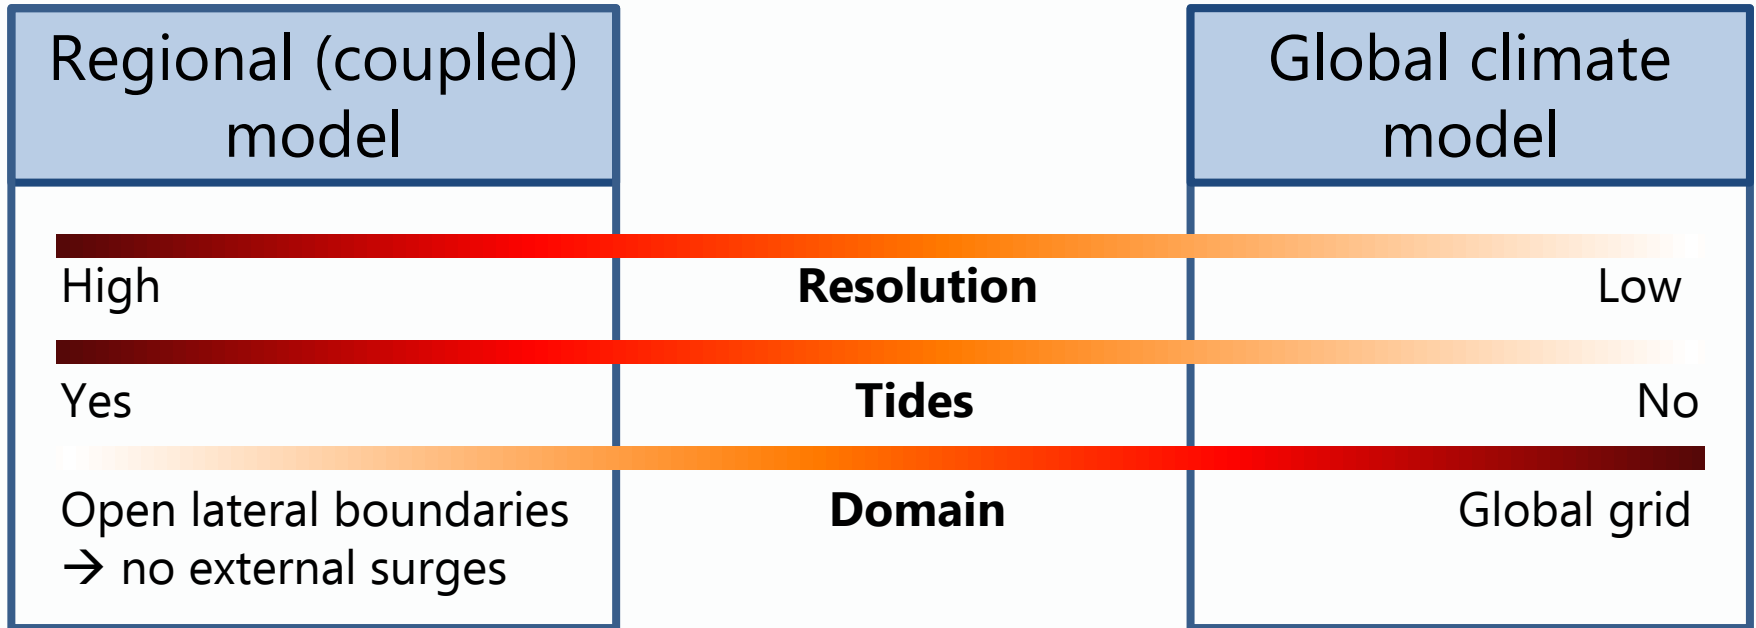 Regional (coupled)
model
Global climate
model
High
Resolution
Low
Yes
Tides
No
Open lateral boundaries
→ no external surges
Domain
Global grid